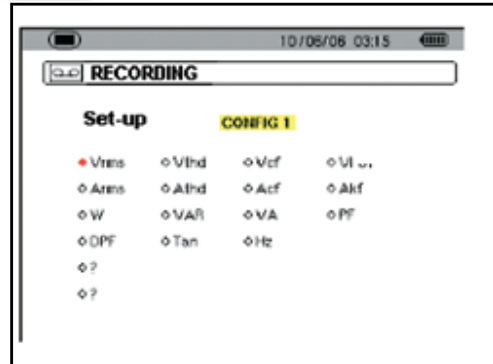 10/06/06 03:15
RECORDING
Set-up CONFIG 1
Vrms Vthd Vcf
Arms Athd Acf Akf
W VAR VA PF
DPF Tan Hz
?
?